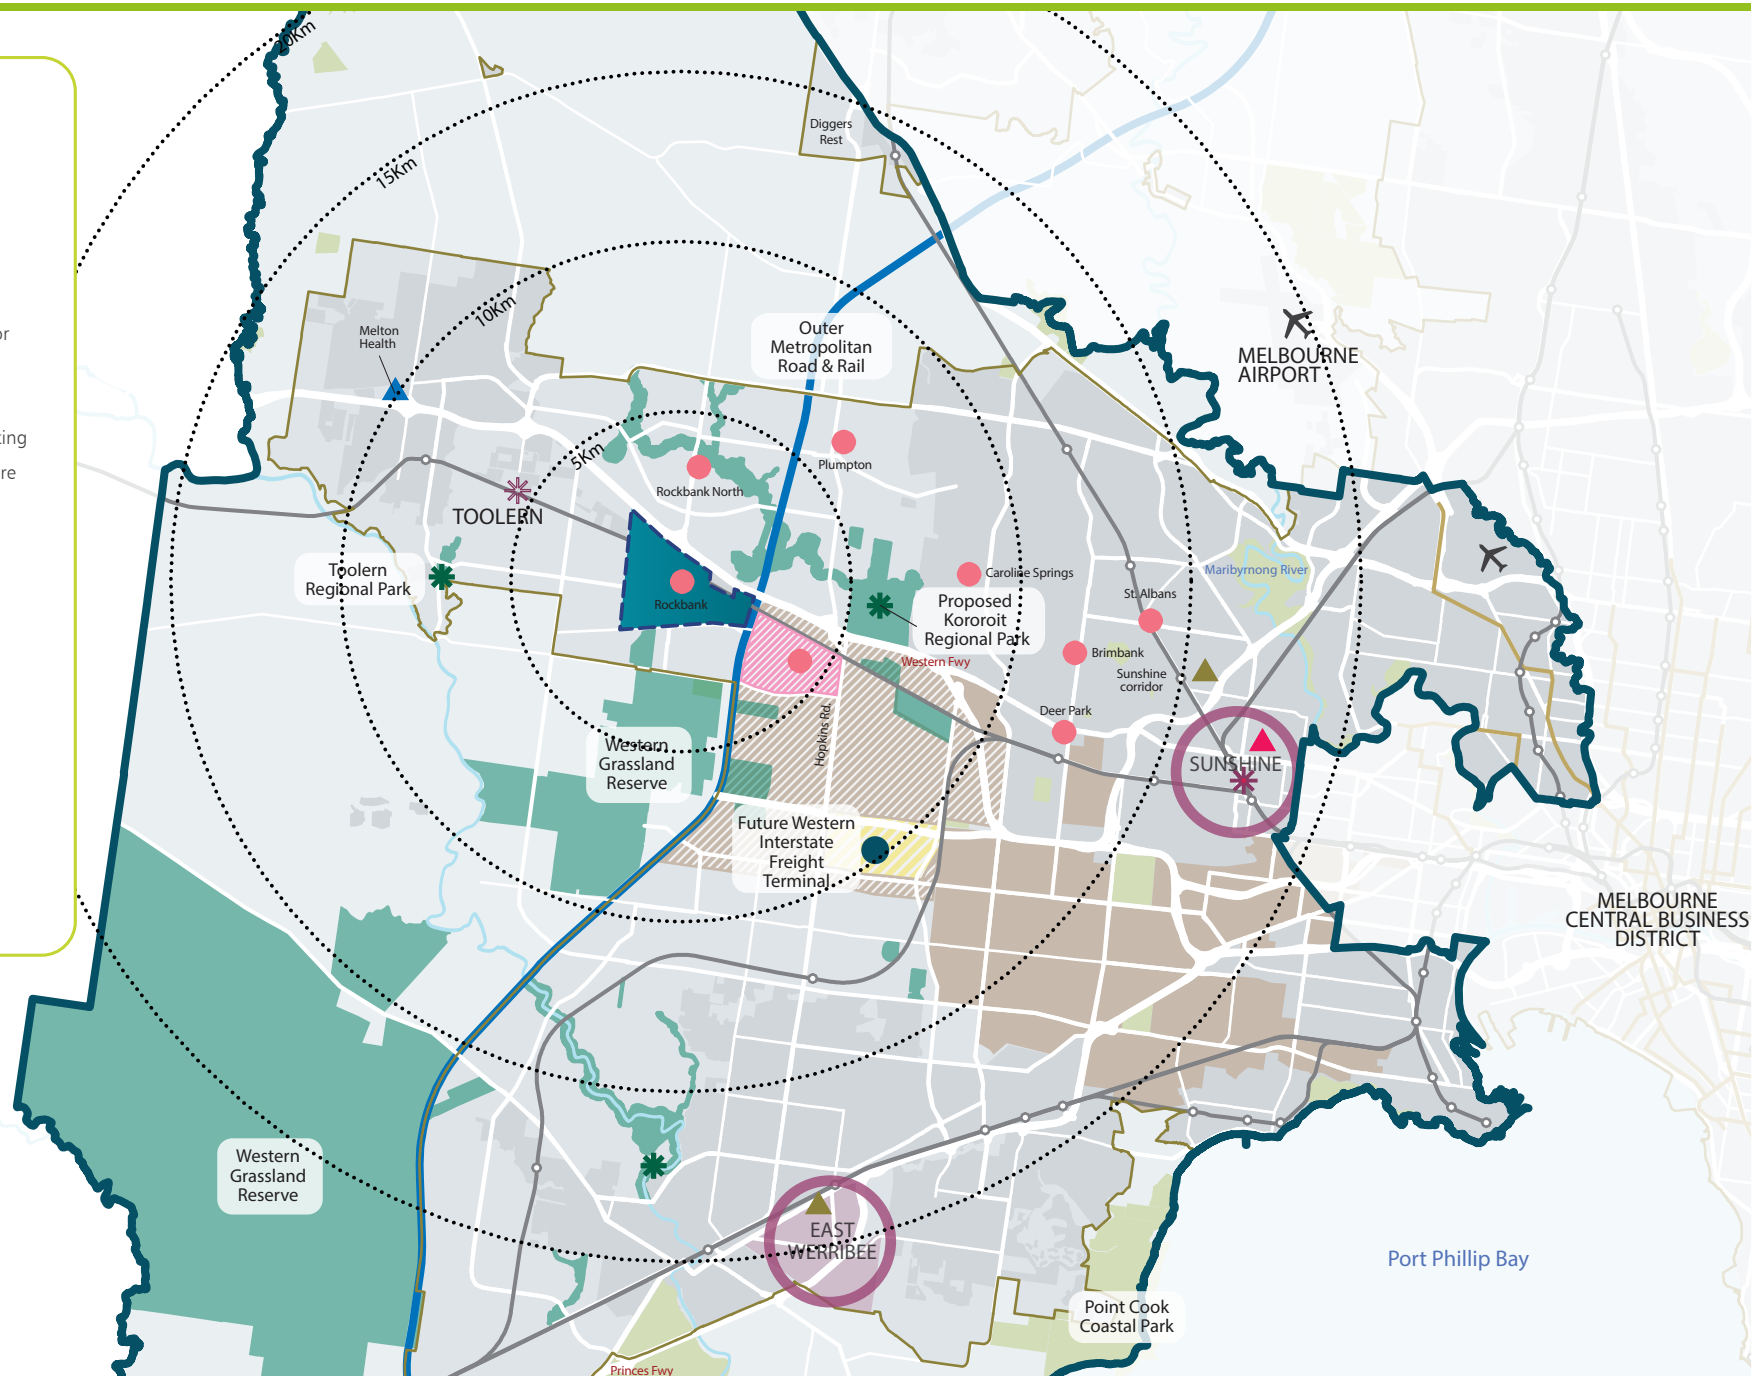 20Km
Diggers
Rest
15Km
or
10Km
Melton
Health
Outer
Metropolitan
Road & Rail
MELBOURNE
AIRPORT
ting
re
5Km
Plumpton
Rockbank North
TOOLERN
Toolern
Regional Park
Rockbank
Caroline Springs
Maribyrnong River
Proposed
Kororoit
Regional Park
St. Albans
Western Fwy
Brimbank
Sunshine
corridor
Deer Park
Hopkins Rd.
Western
Grassland
Reserve
SUNSHINE
Future Western
Interstate
Freight
Terminal
MELBOURNE
CENTRAL BUSINESS
DISTRICT
Western
Grassland
Reserve
EAST
WERRIBEE
Port Phillip Bay
Point Cook
Coastal Park
Princes Fwy